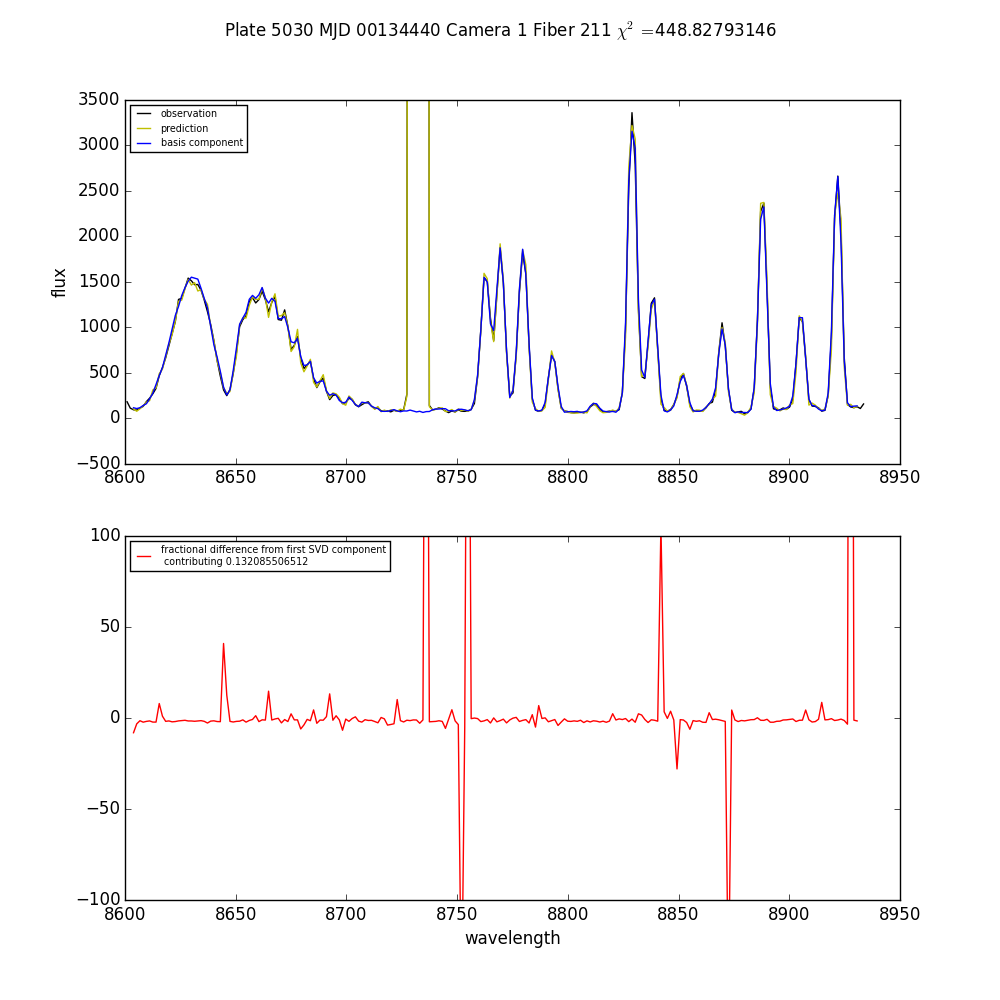 Plate 5030 MJD 00134440 Camera 1 Fiber 211 χ² =448.82793146
3500
3000
2500
2000
1500
1000
500
0
−500
flux
observation
prediction
basis component
8600 8650 8700 8750 8800 8850 8900 8950
100
50
0
−50
−100
fractional difference from first SVD component
contributing 0.132085506512
8600 8650 8700 8750 8800 8850 8900 8950
wavelength